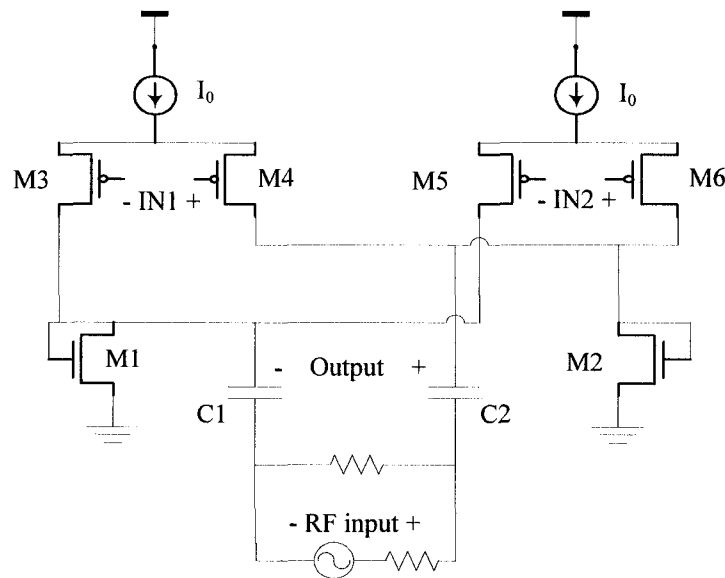 I₀ I₀
M3 M4 M5 M6
- IN1 + - IN2 +
M1 - Output + M2
C1 C2
- RF input +